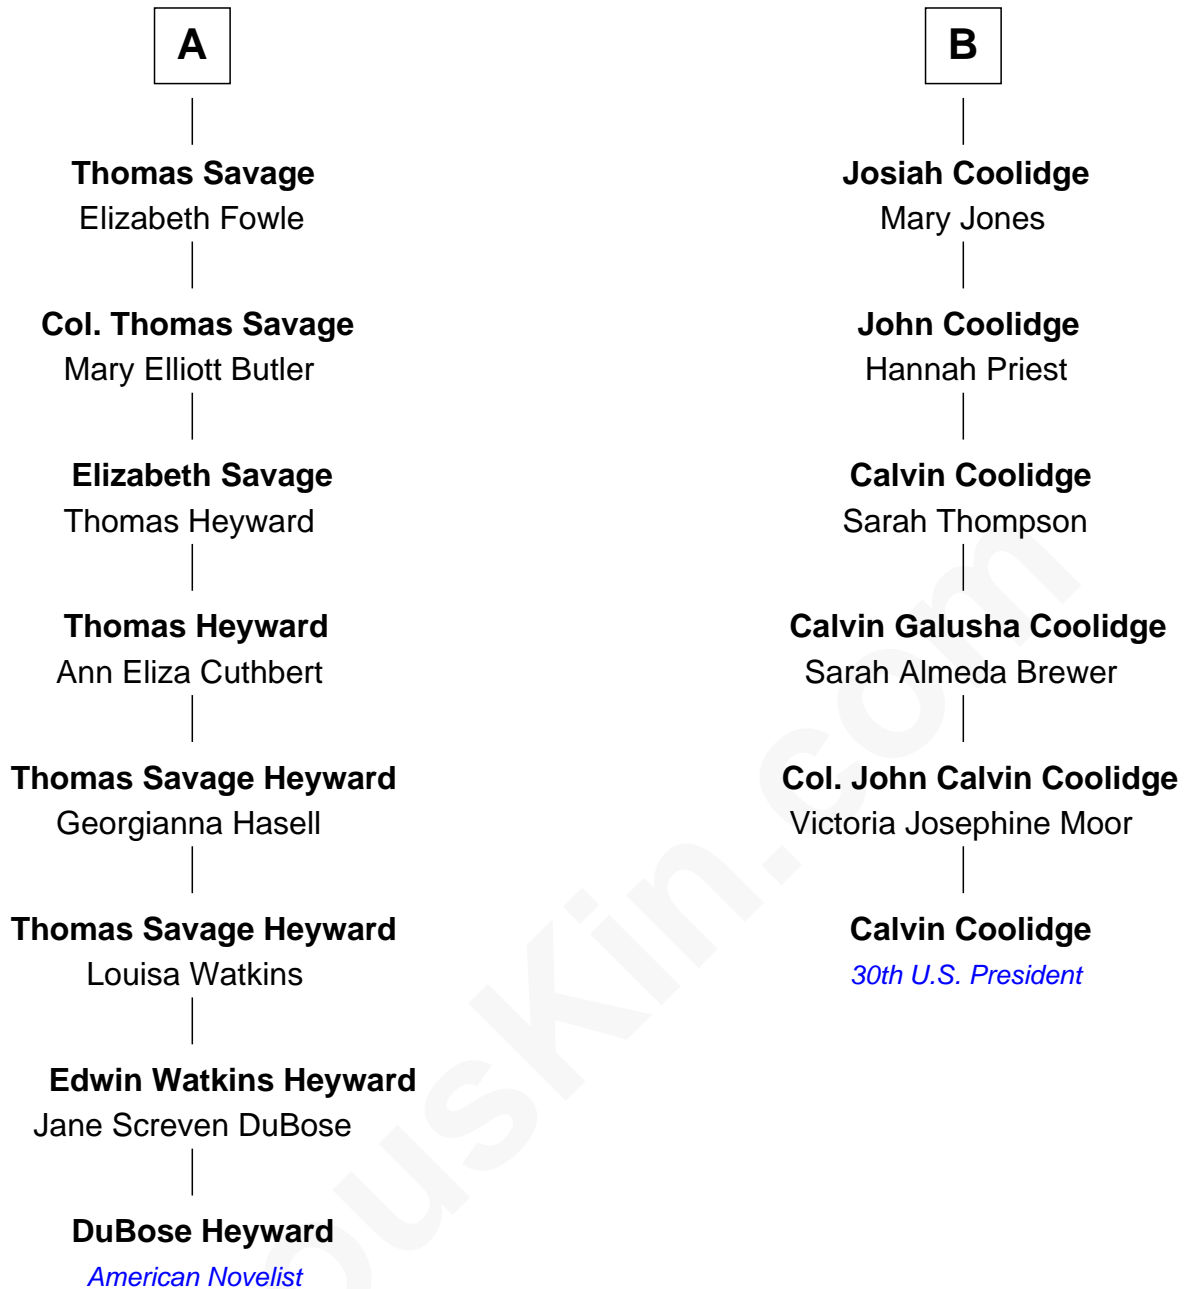 A
Thomas Savage
Elizabeth Fowle
Col. Thomas Savage
Mary Elliott Butler
Elizabeth Savage
Thomas Heyward
Thomas Heyward
Ann Eliza Cuthbert
Thomas Savage Heyward
Georgianna Hasell
Thomas Savage Heyward
Louisa Watkins
Edwin Watkins Heyward
Jane Screven DuBose
DuBose Heyward
American Novelist
B
Josiah Coolidge
Mary Jones
John Coolidge
Hannah Priest
Calvin Coolidge
Sarah Thompson
Calvin Galusha Coolidge
Sarah Almeda Brewer
Col. John Calvin Coolidge
Victoria Josephine Moor
Calvin Coolidge
30th U.S. President
ousKin.com